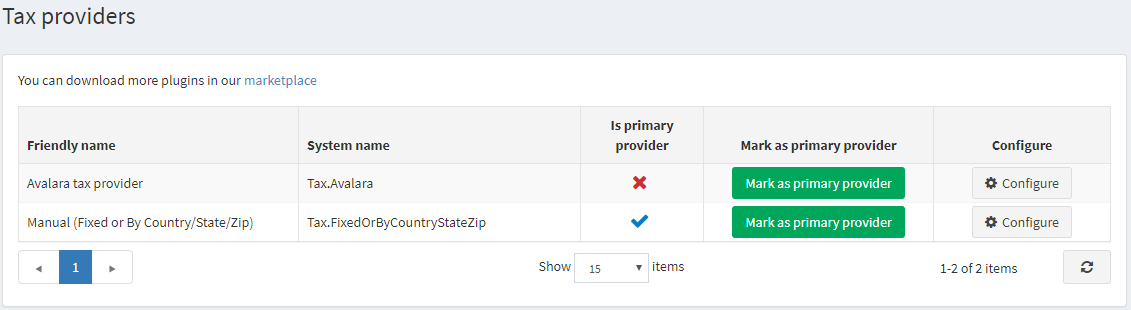 Tax providers
You can download more plugins in our marketplace
Friendly name System name Is primary provider Mark as primary provider Configure
Avalara tax provider Tax.Avalara Mark as primary provider Configure
Manual (Fixed or By Country/State/Zip) Tax.FixedOrByCountryStateZip Mark as primary provider Configure
1 Show 15 items 1-2 of 2 items